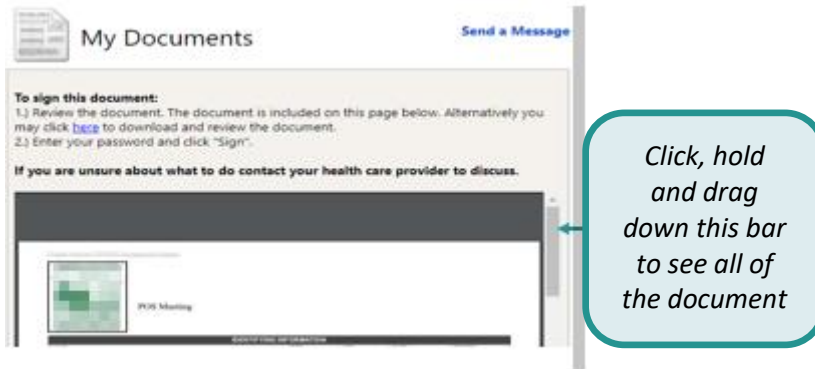 My Documents
Send a Message
To sign this document:
1.) Review the document. The document is included on this page below. Alternatively you
may click here to download and review the document.
2.) Enter your password and click "Sign".
If you are unsure about what to do contact your health care provider to discuss.
POS Meeting
IDENTIFYING INFORMATION
Click, hold
and drag
down this bar
to see all of
the document